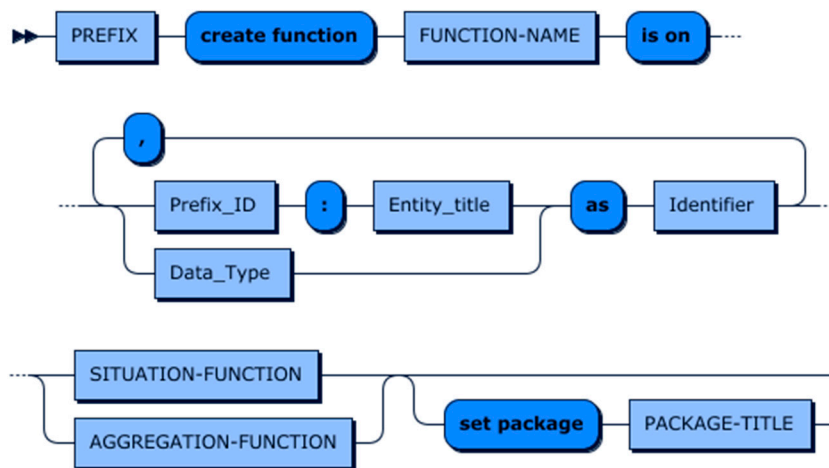 PREFIX create function FUNCTION-NAME is on
,
Prefix_ID : Entity_title as Identifier
Data_Type
SITUATION-FUNCTION
set package PACKAGE-TITLE
AGGREGATION-FUNCTION